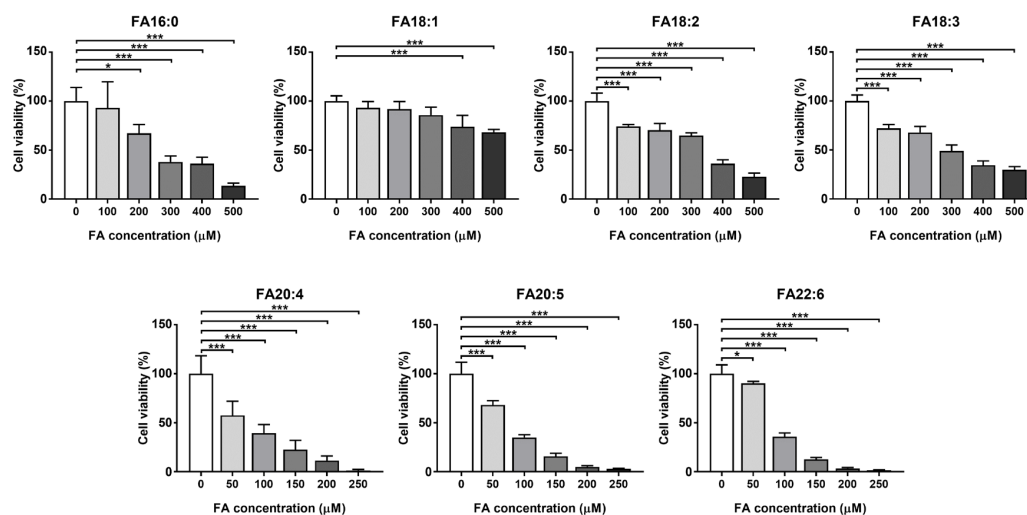 FA16:0
***
***
***
*
150
100
50
0
Cell viability (%)
0 100 200 300 400 500
FA concentration (μM)
FA18:1
***
***
150
100
50
0
Cell viability (%)
0 100 200 300 400 500
FA concentration (μM)
FA18:2
***
***
***
***
***
150
100
50
0
Cell viability (%)
0 100 200 300 400 500
FA concentration (μM)
FA18:3
***
***
***
***
***
150
100
50
0
Cell viability (%)
0 100 200 300 400 500
FA concentration (μM)
FA20:4
***
***
***
***
***
150
100
50
0
Cell viability (%)
0 50 100 150 200 250
FA concentration (μM)
FA20:5
***
***
***
***
***
150
100
50
0
Cell viability (%)
0 50 100 150 200 250
FA concentration (μM)
FA22:6
***
***
***
***
*
150
100
50
0
Cell viability (%)
0 50 100 150 200 250
FA concentration (μM)